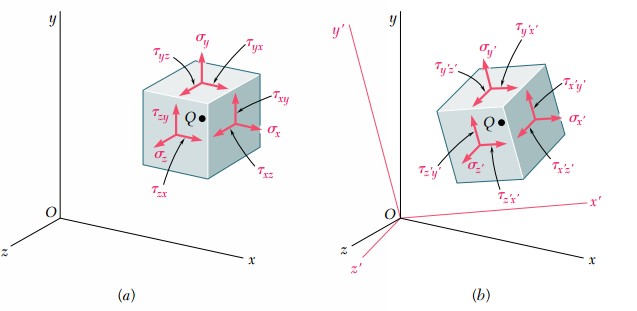 y
σy
τyz
τyx
τzy
Q
τxy
σx
σz
τxz
τzx
O
z
x
(a)
y
y′
τy′x′
σy′
τy′z′
τx′y′
Q
σx′
τz′y′
σz′
τx′z′
τz′x′
x′
O
z
z′
x
(b)